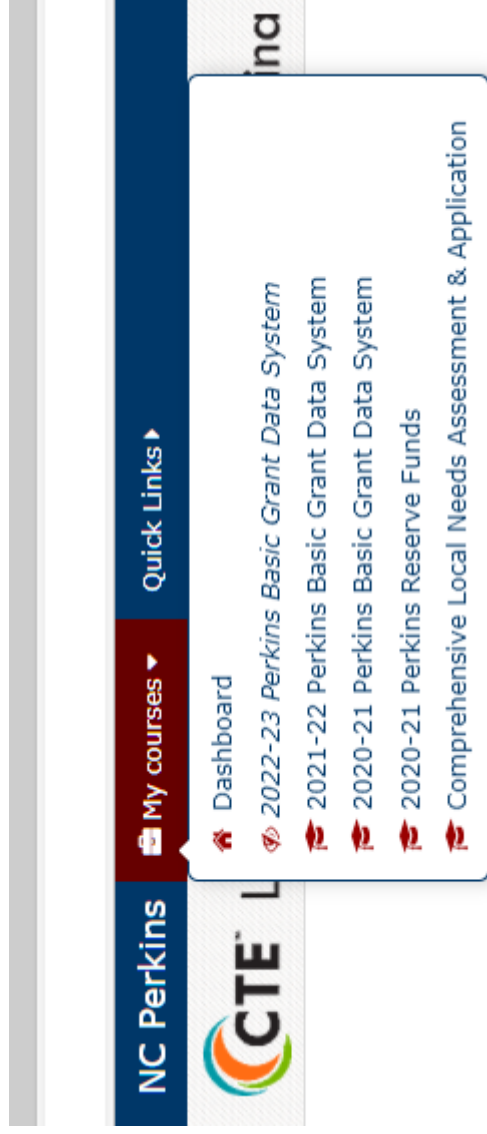 NC Perkins
My courses
Quick Links
CTE
L
ina
Dashboard
2022-23 Perkins Basic Grant Data System
2021-22 Perkins Basic Grant Data System
2020-21 Perkins Basic Grant Data System
2020-21 Perkins Reserve Funds
Comprehensive Local Needs Assessment & Application